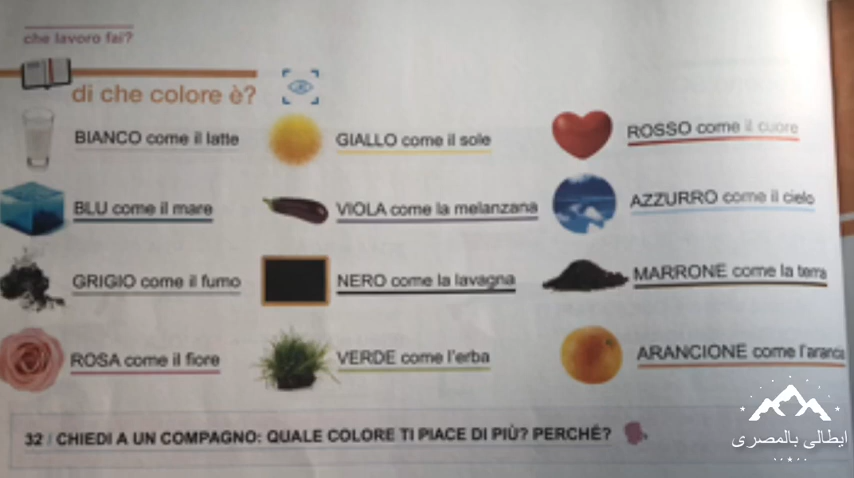 che lavoro fai?
di che colore è?
BIANCO come il latte
GIALLO come il sole
ROSSO come il cuore
BLU come il mare
VIOLA come la melanzana
AZZURRO come il cielo
GRIGIO come il fumo
NERO come la lavagna
MARRONE come la terra
ROSA come il fiore
VERDE come l'erba
ARANCIONE come l'arancia
32 / CHIEDI A UN COMPAGNO: QUALE COLORE TI PIACE DI PIÙ? PERCHÉ?
ايطالى بالمصرى